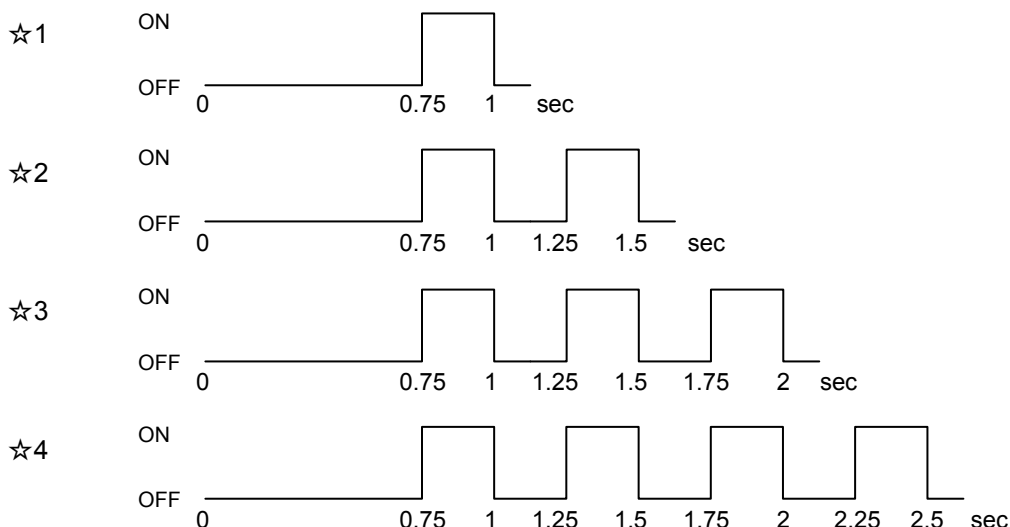 ☆1 ON
OFF
0 0.75 1 sec
☆2 ON
OFF
0 0.75 1 1.25 1.5 sec
☆3 ON
OFF
0 0.75 1 1.25 1.5 1.75 2 sec
☆4 ON
OFF
0 0.75 1 1.25 1.5 1.75 2 2.25 2.5 sec